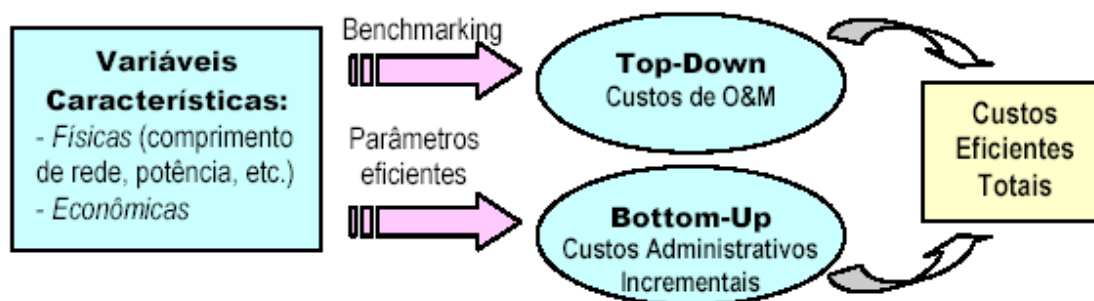 Variáveis
Características:
- Físicas (comprimento
de rede, potência, etc.)
- Econômicas
Benchmarking
Parâmetros
eficientes
Top-Down
Custos de O&M
Bottom-Up
Custos Administrativos
Incrementais
Custos
Eficientes
Totais